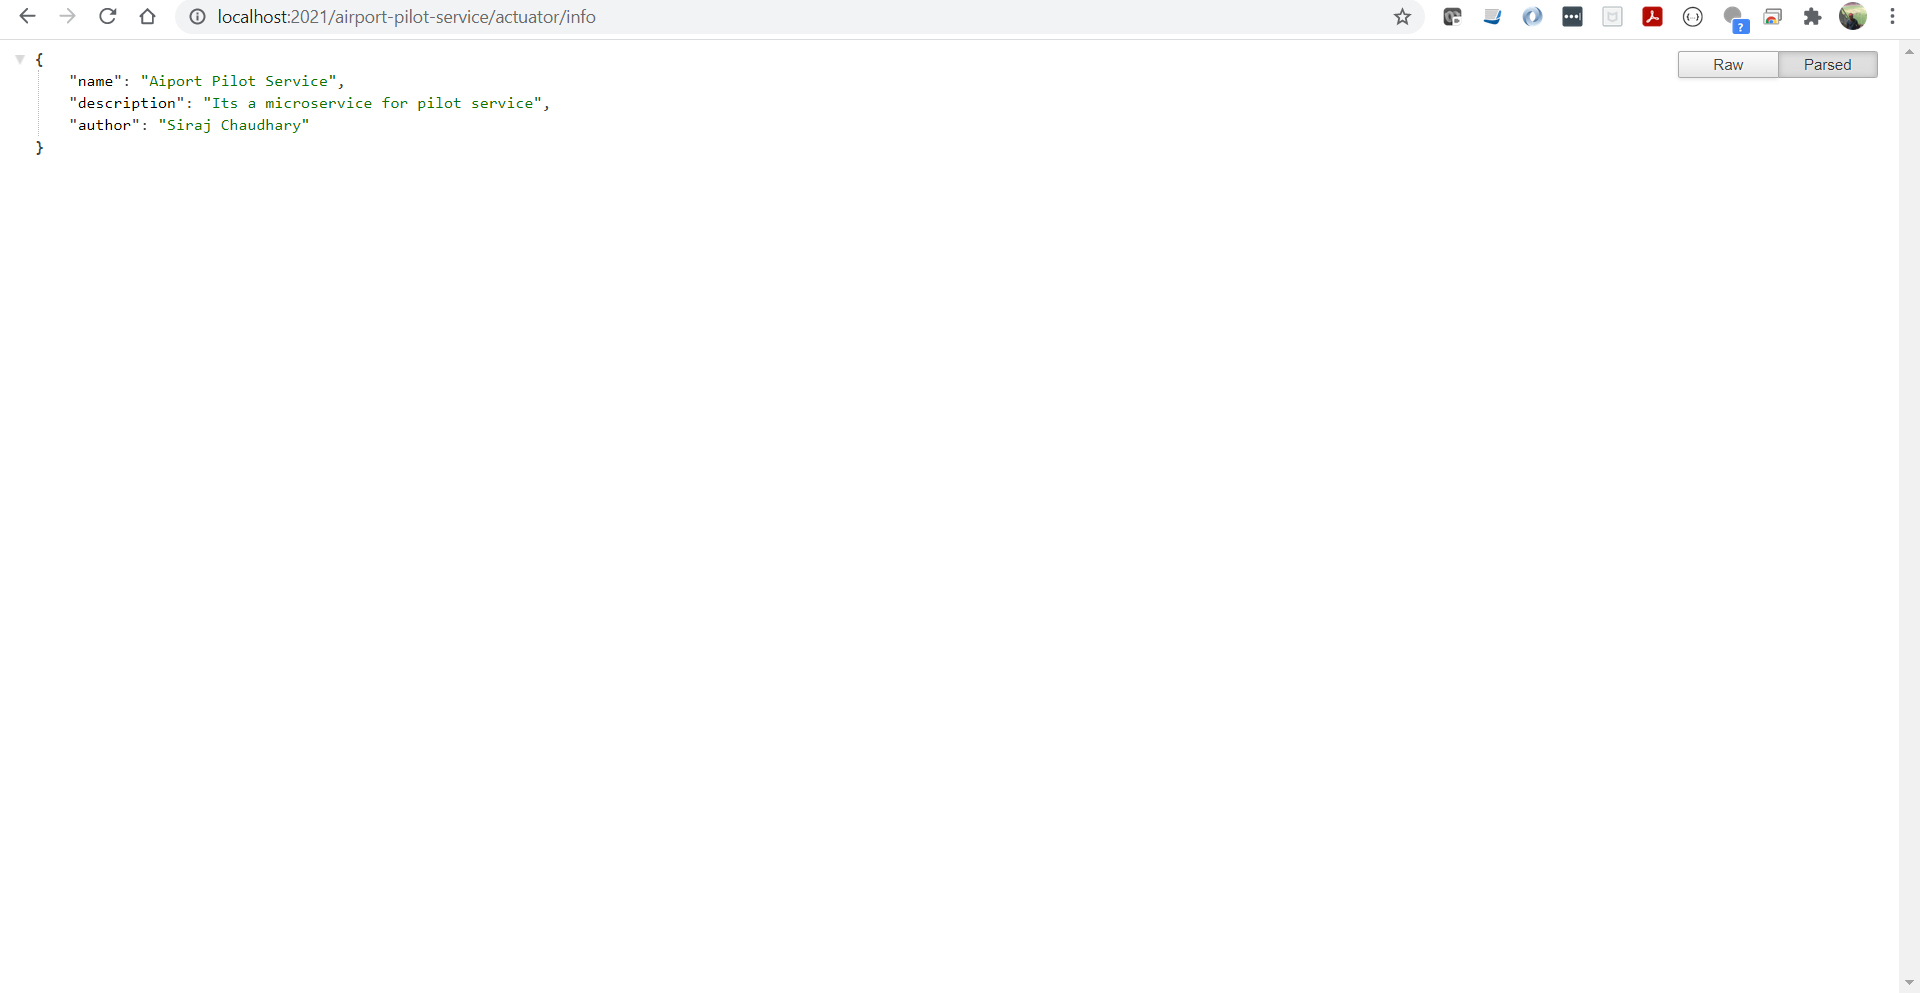 localhost:2021/airport-pilot-service/actuator/info
?
Raw
Parsed
{
"name": "Aiport Pilot Service",
"description": "Its a microservice for pilot service",
"author": "Siraj Chaudhary"
}